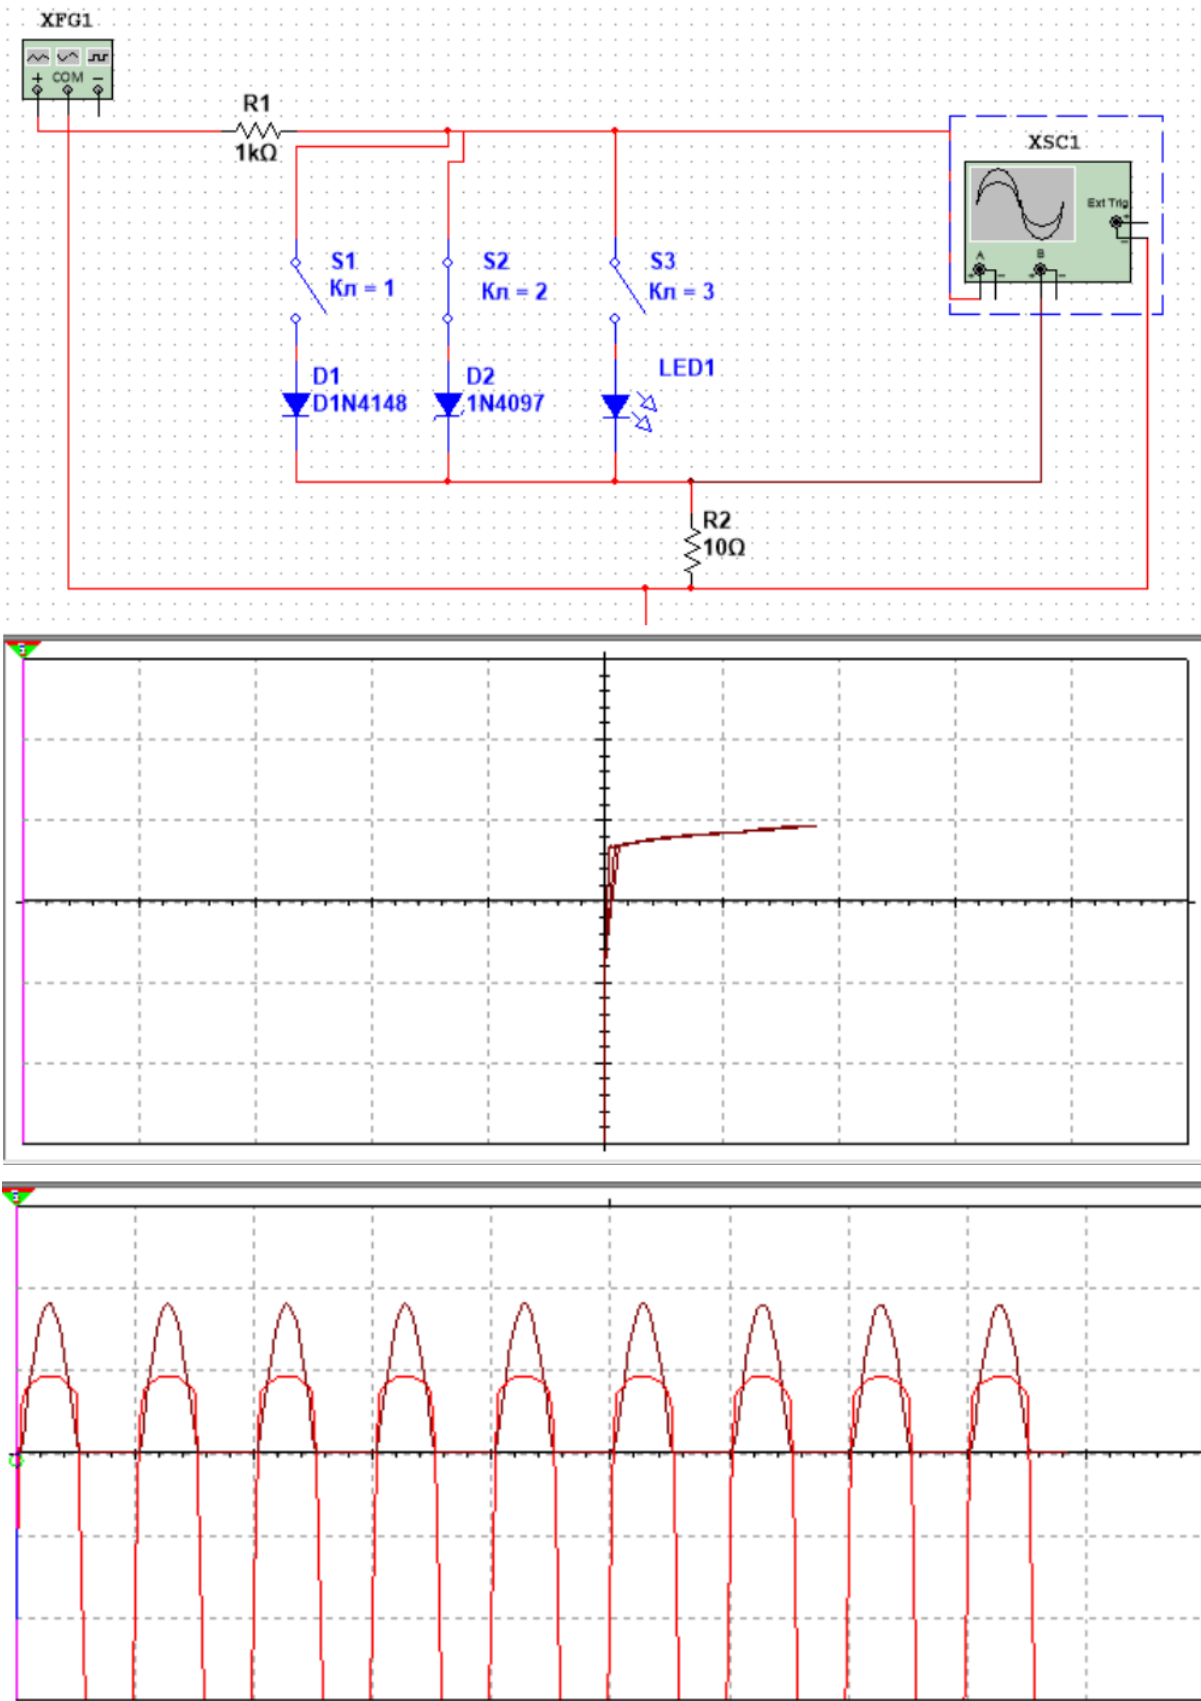 XFG1
+ COM −
R1
1kΩ
XSC1
Ext Trig
+
−
A
B
+ −
+ −
S1
Кл = 1
S2
Кл = 2
S3
Кл = 3
D1
D1N4148
D2
1N4097
LED1
R2
10Ω